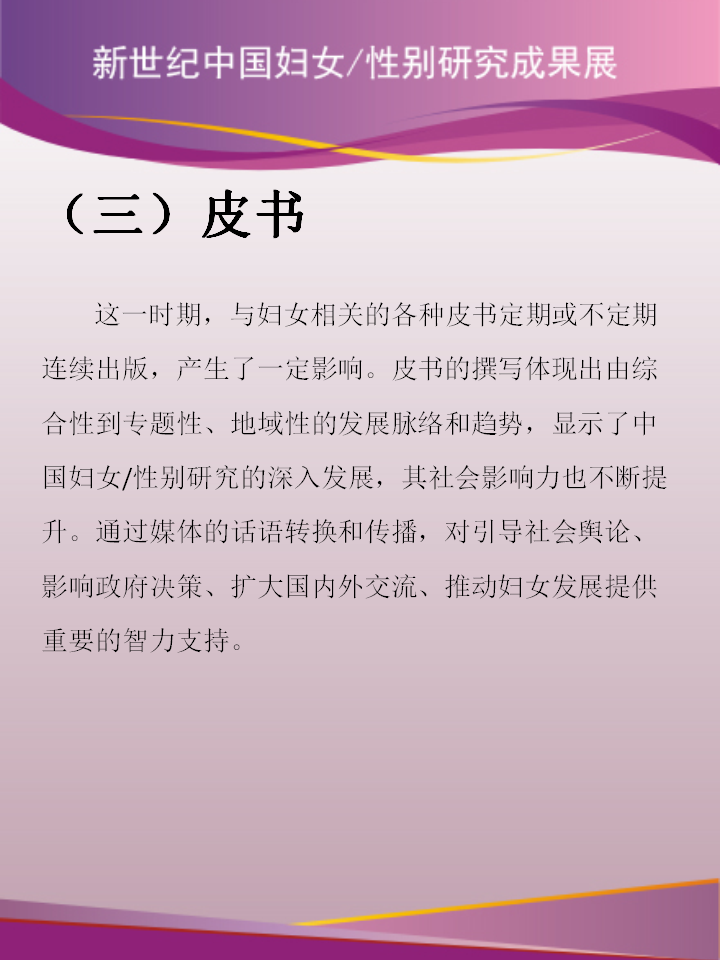 新世纪中国妇女/性别研究成果展
（三）皮书
这一时期，与妇女相关的各种皮书定期或不定期
连续出版，产生了一定影响。皮书的撰写体现出由综
合性到专题性、地域性的发展脉络和趋势，显示了中
国妇女/性别研究的深入发展，其社会影响力也不断提
升。通过媒体的话语转换和传播，对引导社会舆论、
影响政府决策、扩大国内外交流、推动妇女发展提供
重要的智力支持。